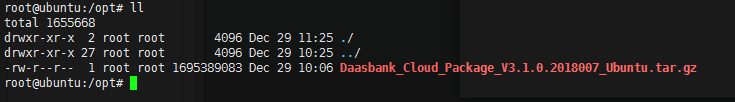 root@ubuntu:/opt# ll
total 1655668
drwxr-xr-x  2 root root       4096 Dec 29 11:25 ./
drwxr-xr-x 27 root root       4096 Dec 29 10:25 ../
-rw-r--r--  1 root root 1695389083 Dec 29 10:06 Daasbank_Cloud_Package_V3.1.0.2018007_Ubuntu.tar.gz
root@ubuntu:/opt#